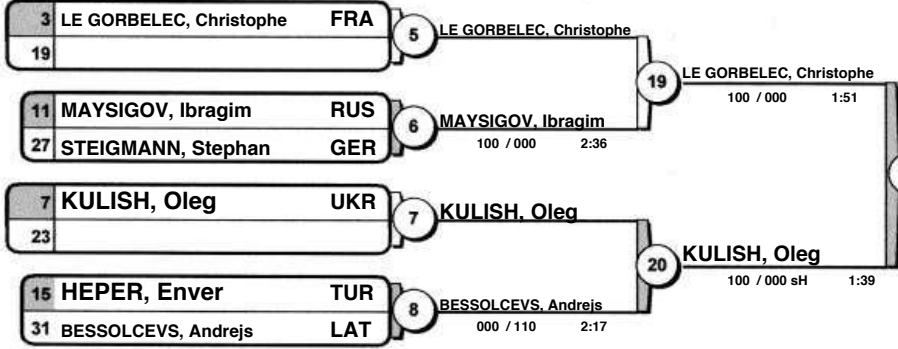 3 LE GORBELEC, Christophe FRA
19
5 LE GORBELEC, Christophe
11 MAYSIGOV, Ibragim RUS
27 STEIGMANN, Stephan GER
6 MAYSIGOV, Ibragim
100 / 000 2:36
19 LE GORBELEC, Christophe
100 / 000 1:51
7 KULISH, Oleg UKR
23
7 KULISH, Oleg
15 HEPER, Enver TUR
31 BESSOLCEVS, Andrejs LAT
8 BESSOLCEVS, Andrejs
000 / 110 2:17
20 KULISH, Oleg
100 / 000 sH 1:39